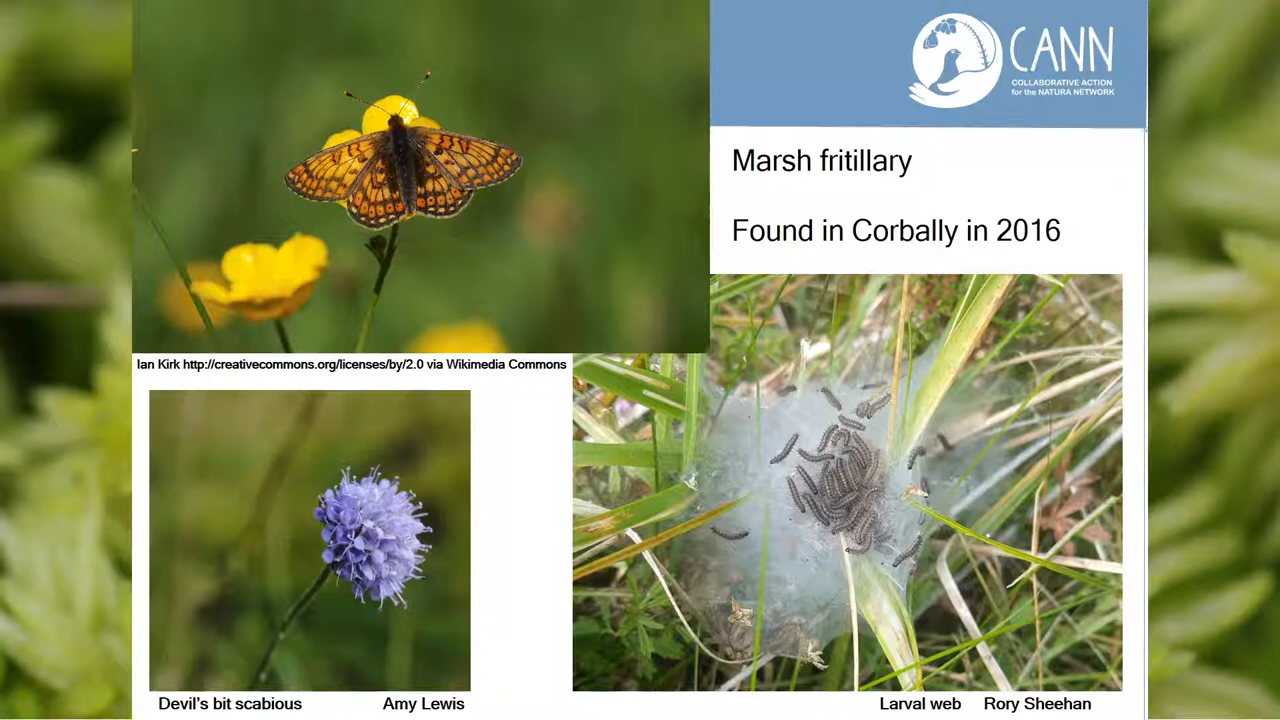 CANN
COLLABORATIVE ACTION
for the NATURA NETWORK
Marsh fritillary
Found in Corbally in 2016
Ian Kirk http://creativecommons.org/licenses/by/2.0 via Wikimedia Commons
Devil's bit scabious Amy Lewis
Larval web Rory Sheehan